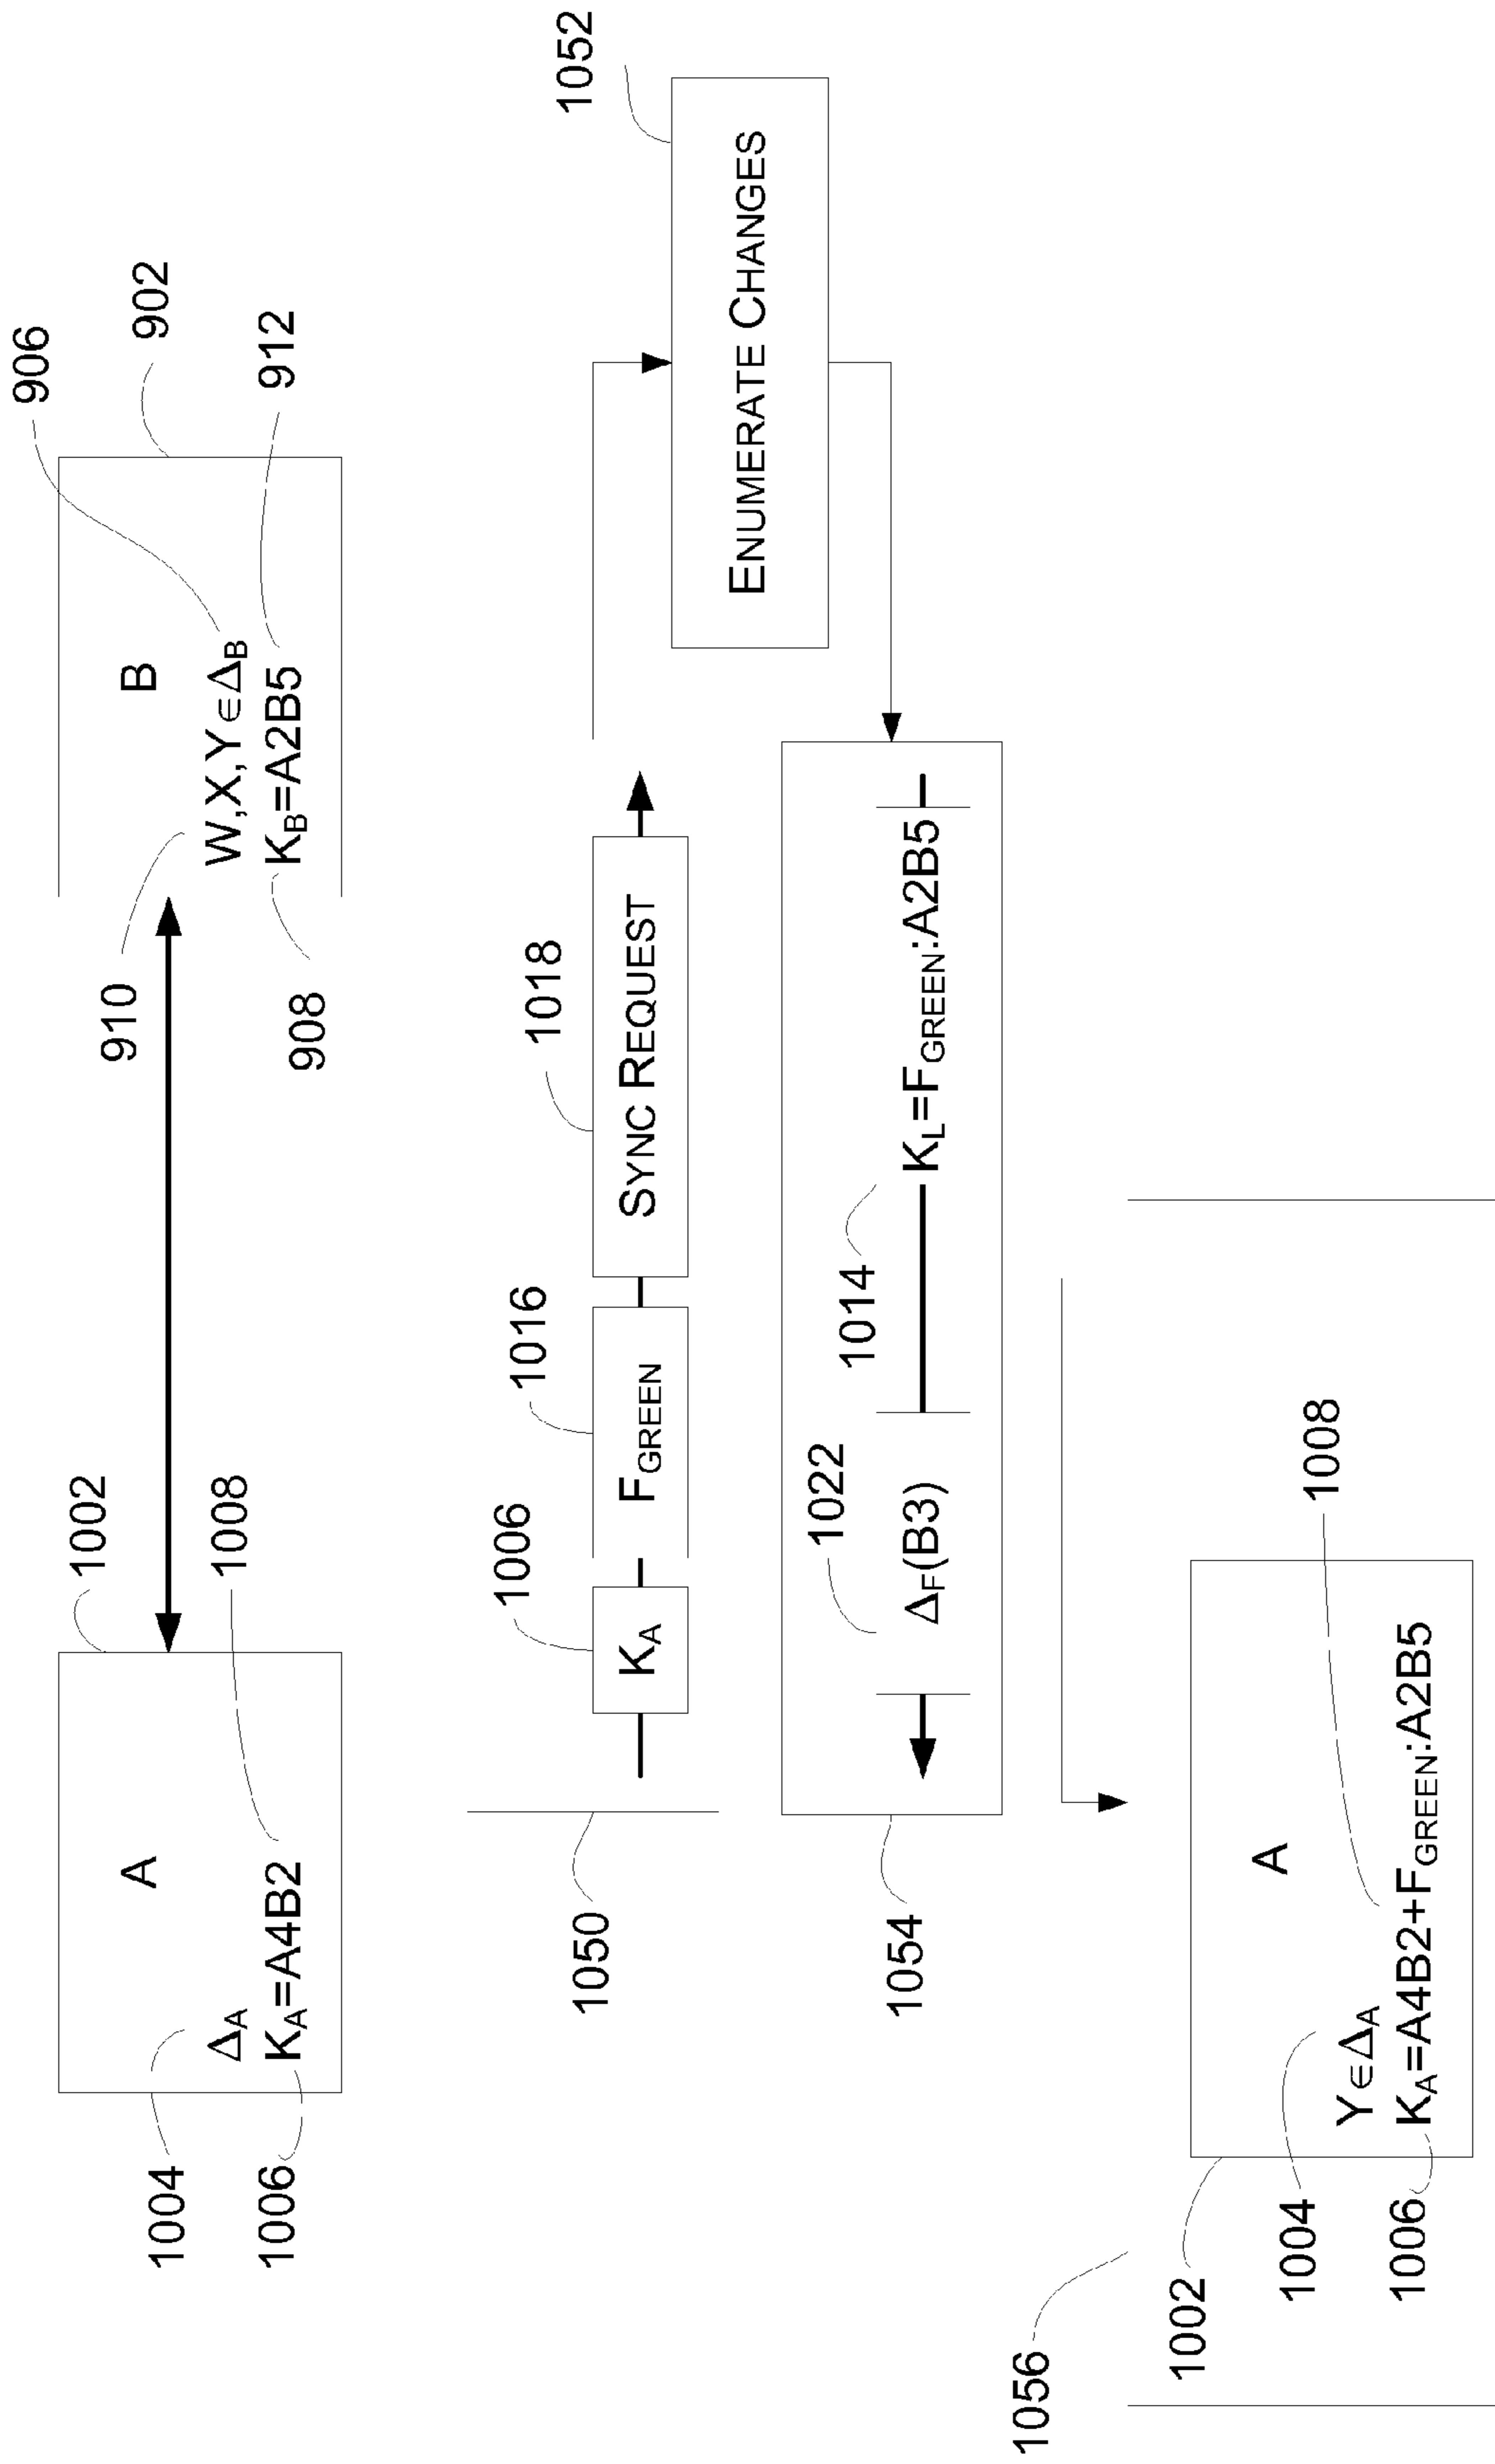 906
902
1002
910
A
B
1008
1004
ΔA
W,X,Y∈ΔB
912
1006
KA=A4B2
KB=A2B5
908
1052
1006
1016
1018
1050
KA
FGREEN
SYNC REQUEST
ENUMERATE CHANGES
1022
1014
1054
ΔF(B3)
KL=FGREEN:A2B5
1056
1002
A
1004
1008
Y∈ΔA
1006
KA=A4B2+FGREEN:A2B5